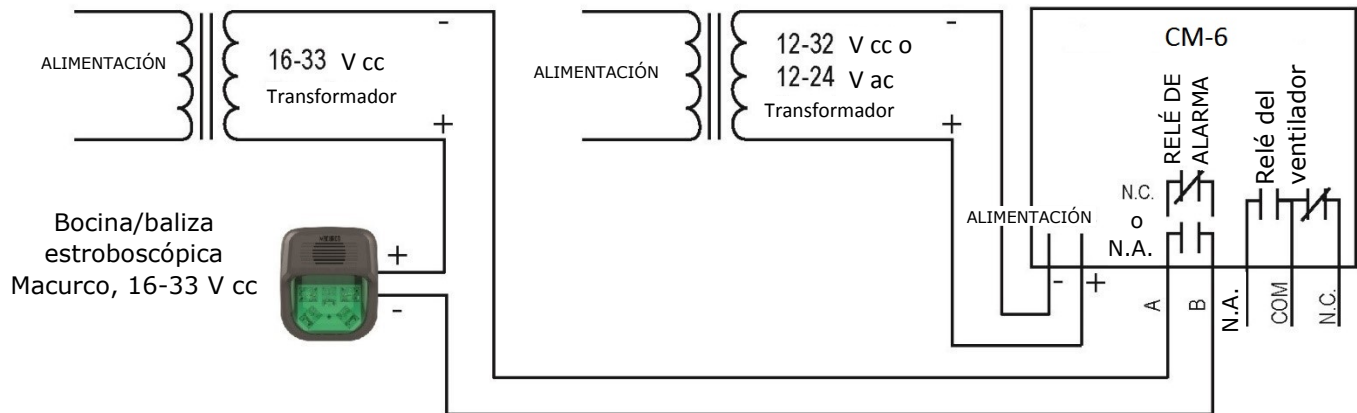 ALIMENTACIÓN
16-33 V cc
Transformador
-
+
Bocina/baliza
estroboscópica
Macurco, 16-33 V cc
+
-
ALIMENTACIÓN
12-32 V cc o
12-24 V ac
Transformador
-
+
CM-6
RELÉ DE
ALARMA
Relé del
ventilador
N.C.
o
N.A.
ALIMENTACIÓN
- +
A
B
N.A.
COM
N.C.